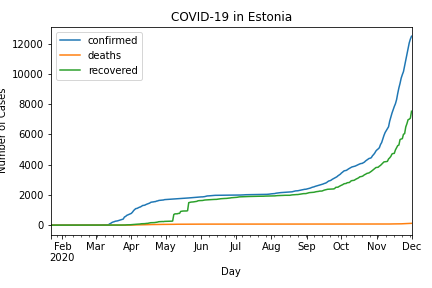 COVID-19 in Estonia
confirmed
deaths
recovered
12000
10000
8000
6000
4000
2000
0
Number of Cases
Feb Mar Apr May Jun Jul Aug Sep Oct Nov Dec
2020
Day